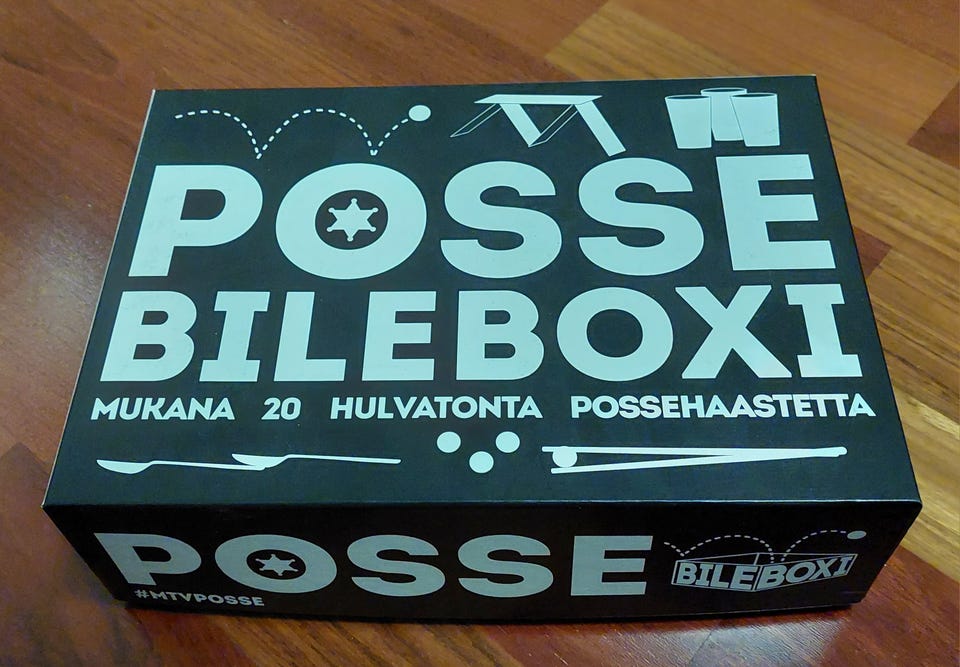 POSSE
BILEBOXI
MUKANA 20 HULVATONTA POSSEHAASTETTA
POSSE
BILEBOXI
#MTVPOSSE